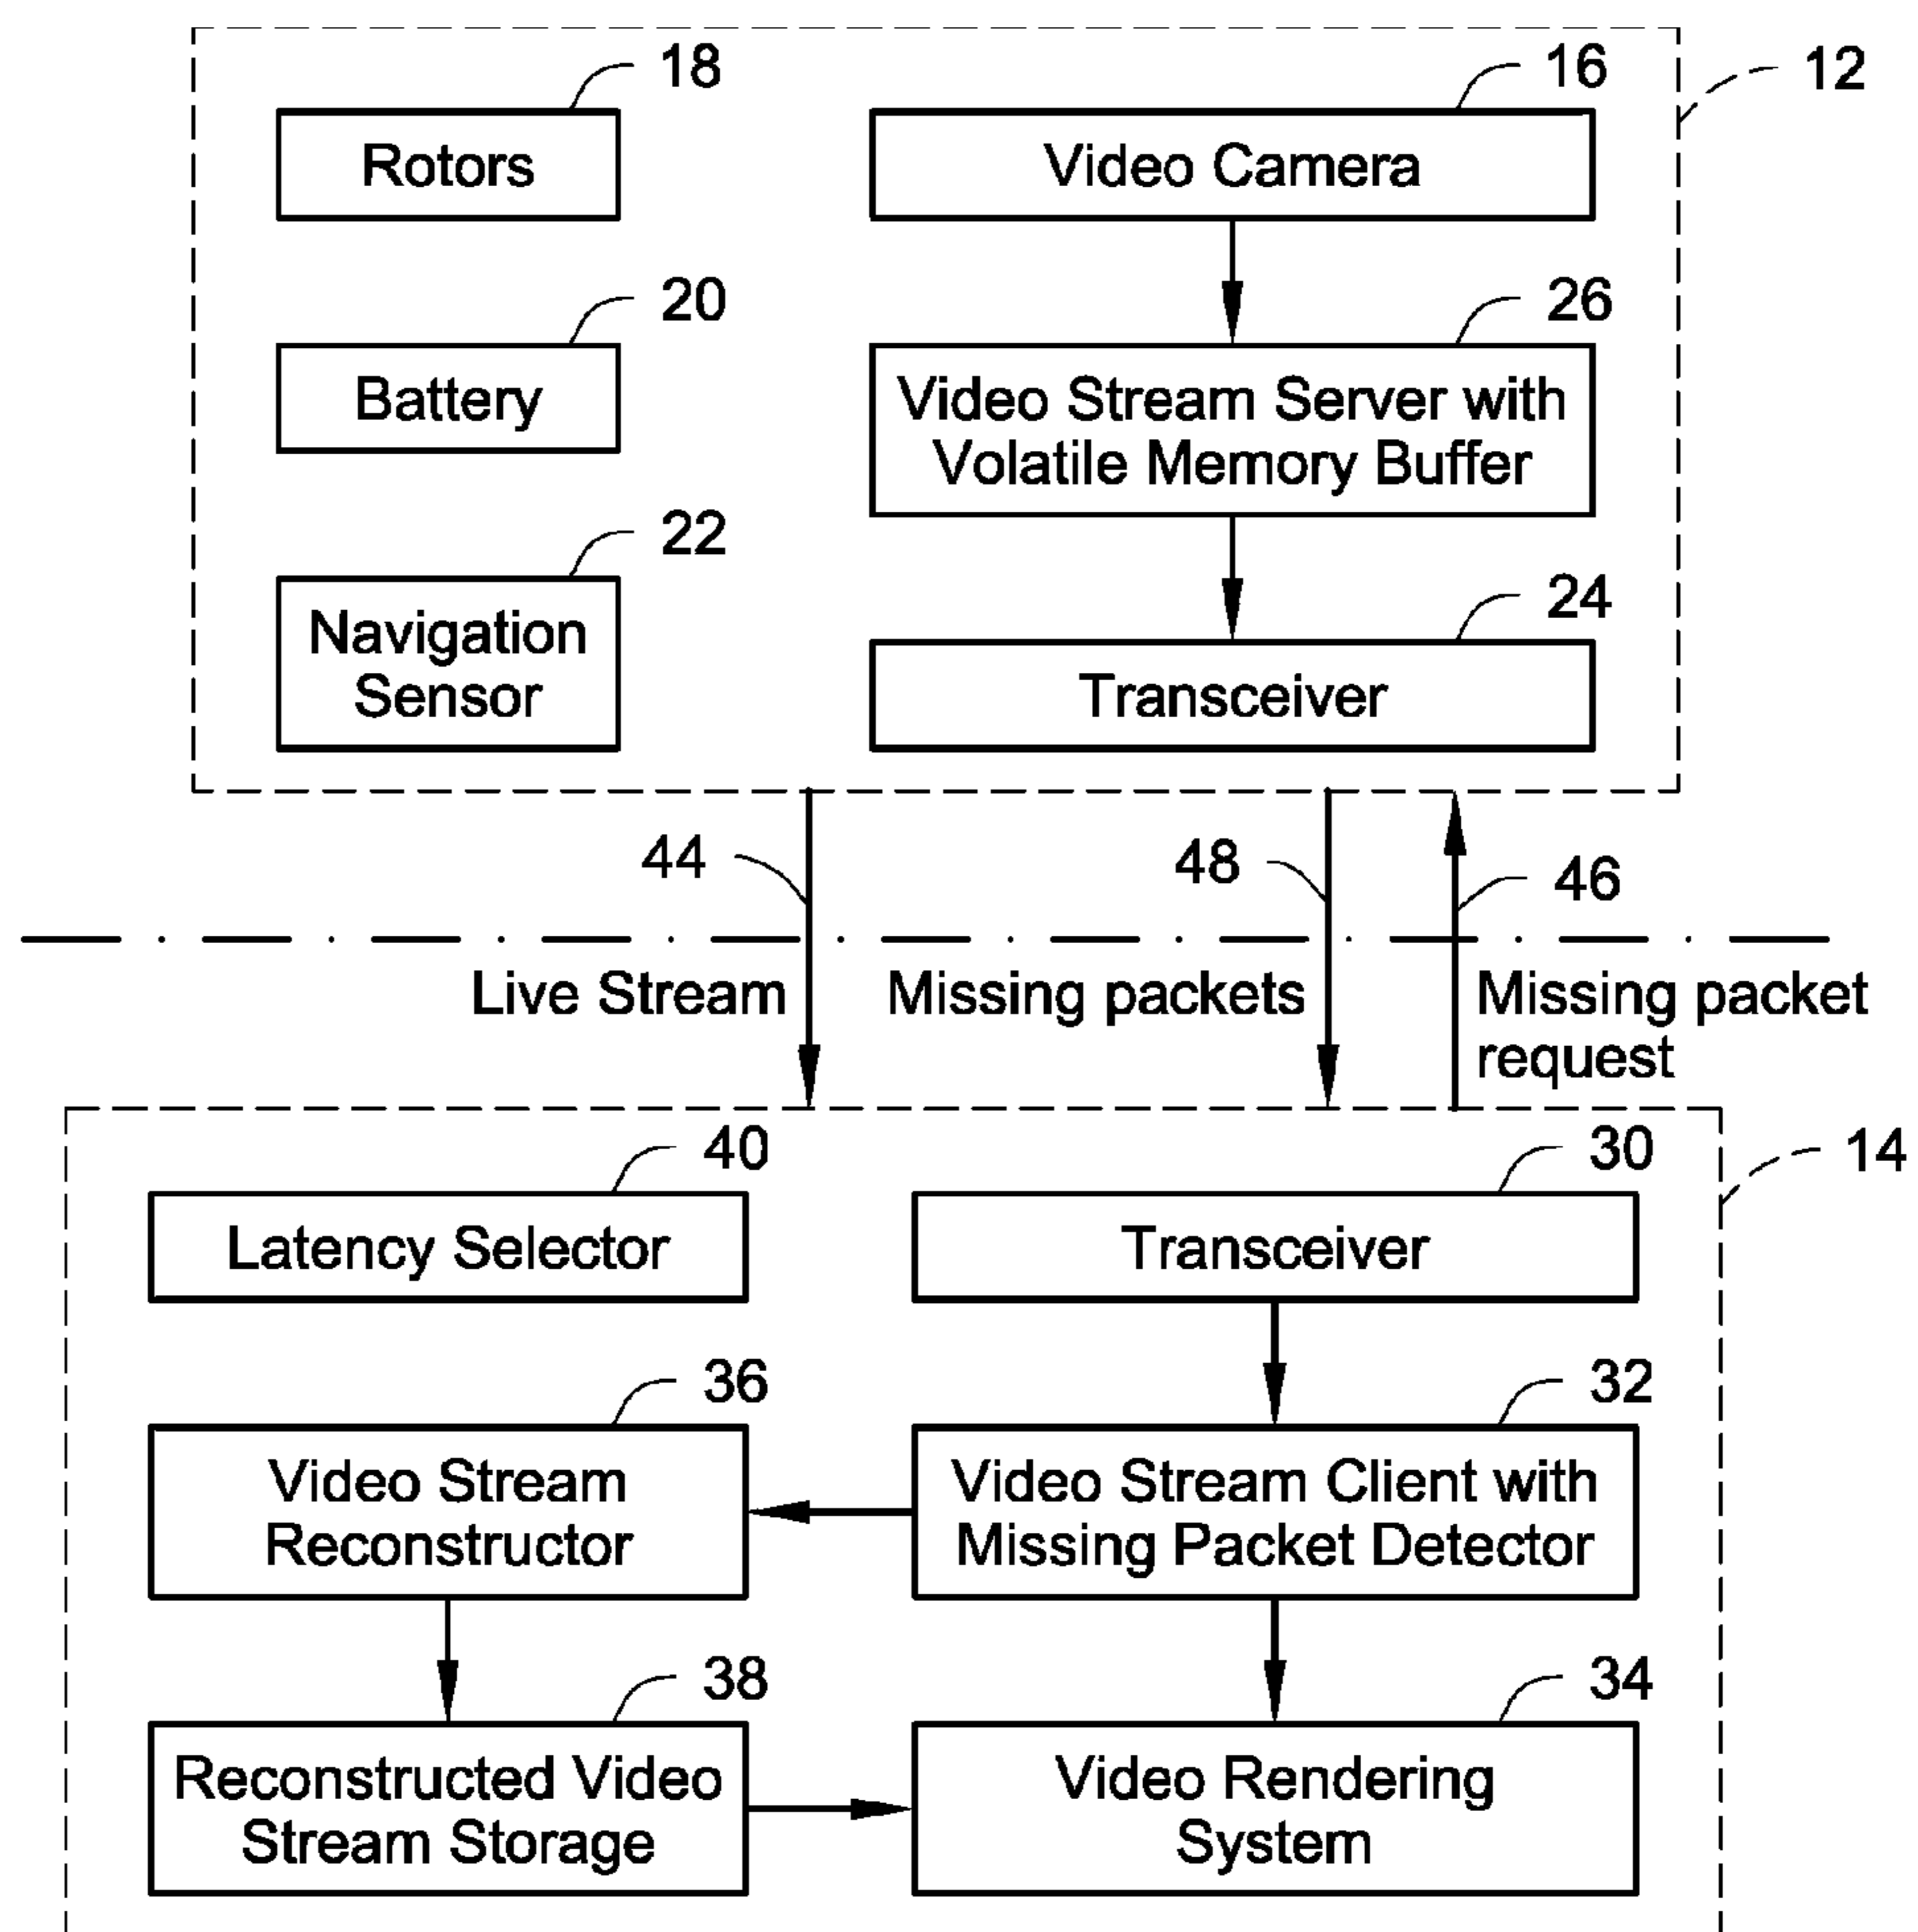 18
16
12
Rotors
Video Camera
20
26
Battery
Video Stream Server with
Volatile Memory Buffer
22
24
Navigation
Sensor
Transceiver
44
48
46
Live Stream
Missing packets
Missing packet
request
40
30
14
Latency Selector
Transceiver
36
32
Video Stream
Reconstructor
Video Stream Client with
Missing Packet Detector
38
34
Reconstructed Video
Stream Storage
Video Rendering
System